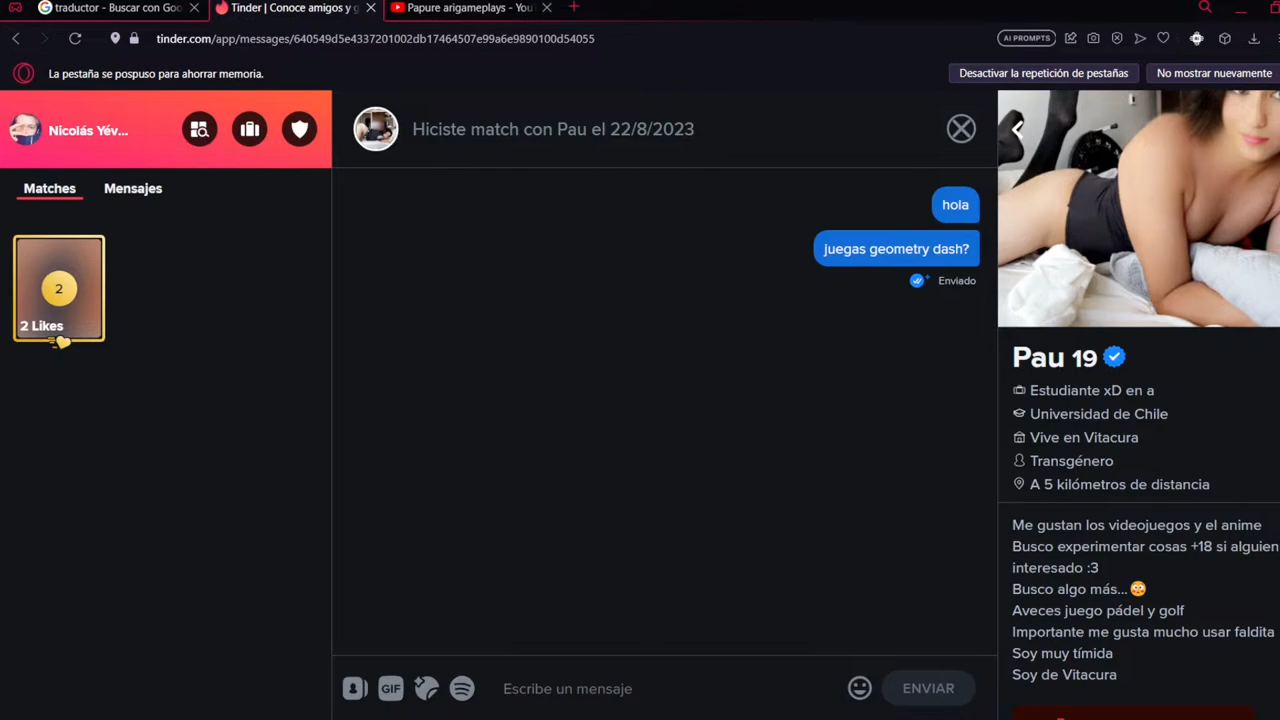 traductor - Buscar con Goo
Tinder | Conoce amigos y g
Papure arigameplays - You
tinder.com/app/messages/640549d5e4337201002db17464507e99a6e9890100d54055
AI PROMPTS
La pestaña se pospuso para ahorrar memoria.
Desactivar la repetición de pestañas
No mostrar nuevamente
Nicolás Yév...
Hiciste match con Pau el 22/8/2023
Matches
Mensajes
2
2 Likes
hola
juegas geometry dash?
Enviado
Pau 19
Estudiante xD en a
Universidad de Chile
Vive en Vitacura
Transgénero
A 5 kilómetros de distancia
Me gustan los videojuegos y el anime
Busco experimentar cosas +18 si alguien
interesado :3
Busco algo más...😳
Aveces juego pádel y golf
Importante me gusta mucho usar faldita
Soy muy tímida
Soy de Vitacura
GIF
Escribe un mensaje
ENVIAR